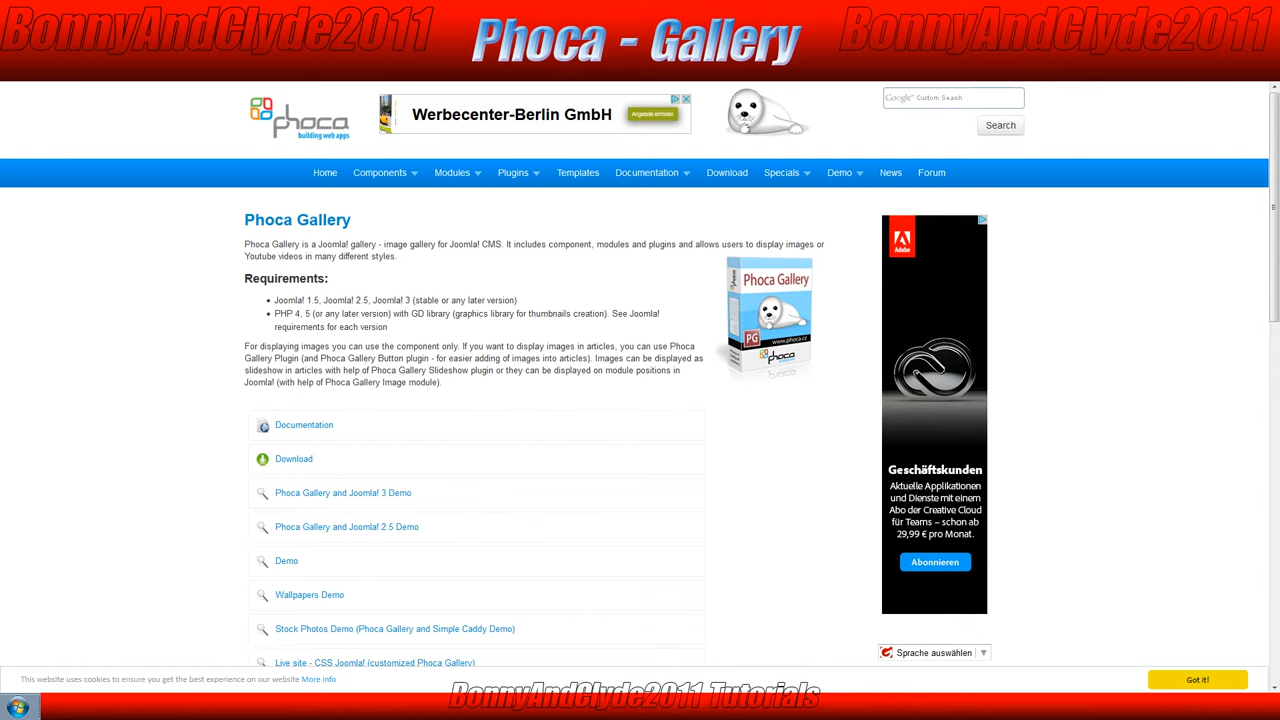 BonnyAndClyde2011
Phoca - Gallery
BonnyAndClyde2011
phoca
building web apps
Werbecenter-Berlin GmbH
Angebote einholen
Google™ Custom Search
Search
Home
Components
Modules
Plugins
Templates
Documentation
Download
Specials
Demo
News
Forum
Phoca Gallery
Phoca Gallery is a Joomla! gallery - image gallery for Joomla! CMS. It includes component, modules and plugins and allows users to display images or
Youtube videos in many different styles.
Requirements:
Joomla! 1.5, Joomla! 2.5, Joomla! 3 (stable or any later version)
PHP 4, 5 (or any later version) with GD library (graphics library for thumbnails creation). See Joomla!
requirements for each version
For displaying images you can use the component only. If you want to display images in articles, you can use Phoca
Gallery Plugin (and Phoca Gallery Button plugin - for easier adding of images into articles). Images can be displayed as
slideshow in articles with help of Phoca Gallery Slideshow plugin or they can be displayed on module positions in
Joomla! (with help of Phoca Gallery Image module).
Phoca Gallery
PG
www.phoca.cz
phoca
Documentation
Download
Phoca Gallery and Joomla! 3 Demo
Phoca Gallery and Joomla! 2.5 Demo
Demo
Wallpapers Demo
Stock Photos Demo (Phoca Gallery and Simple Caddy Demo)
Live site - CSS Joomla! (customized Phoca Gallery)
Adobe
Geschäftskunden
Aktuelle Applikationen
und Dienste mit einem
Abo der Creative Cloud
für Teams – schon ab
29,99 € pro Monat.
Abonnieren
Sprache auswählen
This website uses cookies to ensure you get the best experience on our website More info
Got it!
BonnyAndClyde2011 Tutorials